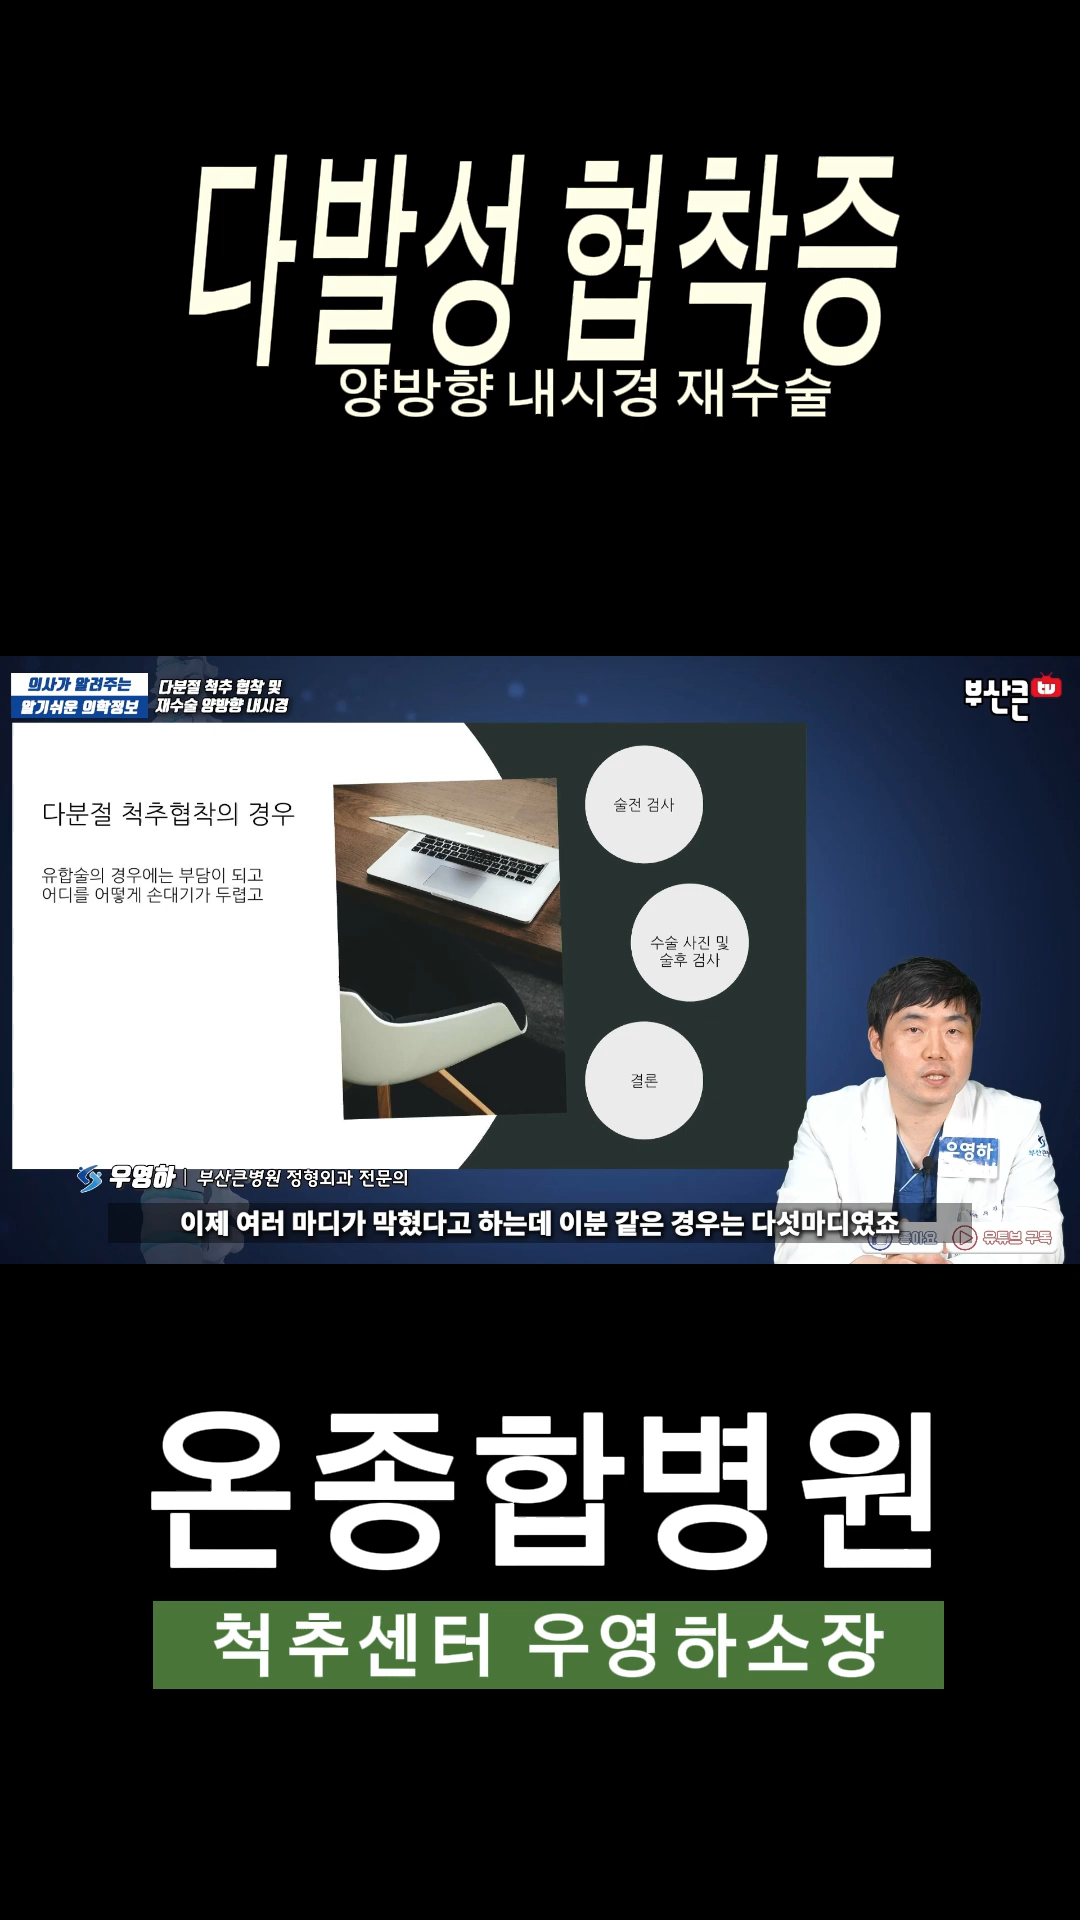 다발성 협착증
양방향 내시경 재수술
의사가 알려주는
알기쉬운 의학정보
다분절 척추 협착 및
재수술 양방향 내시경
부산큰 tv
다분절 척추협착의 경우
유합술의 경우에는 부담이 되고
어디를 어떻게 손대기가 두렵고
술전 검사
수술 사진 및
술후 검사
결론
우영하
우영하 | 부산큰병원 정형외과 전문의
이제 여러 마디가 막혔다고 하는데 이분 같은 경우는 다섯마디였죠
좋아요
유튜브 구독
온종합병원
척추센터 우영하소장